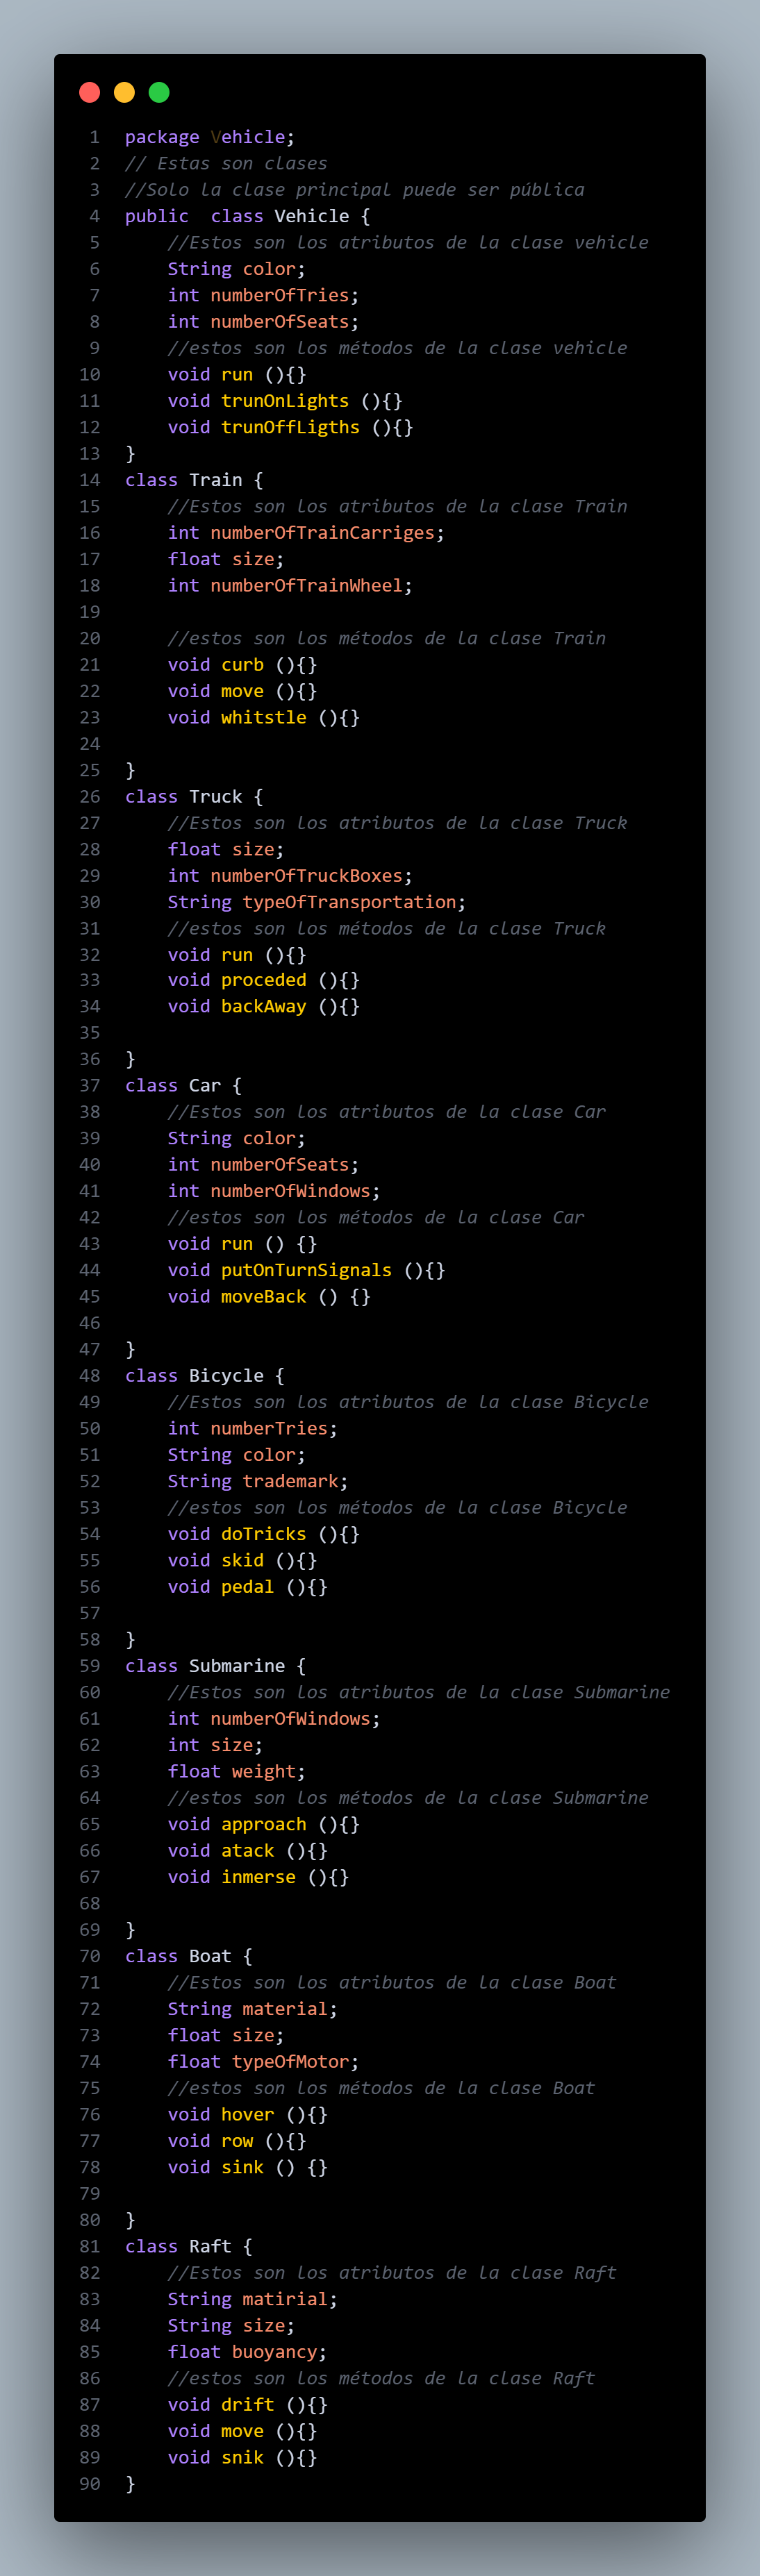 1 package Vehicle;
2 // Estas son clases
3 //Solo la clase principal puede ser pública
4 public  class Vehicle {
5     //Estos son los atributos de la clase vehicle
6     String color;
7     int numberOfTries;
8     int numberOfSeats;
9     //estos son los métodos de la clase vehicle
10     void run (){}
11     void trunOnLights (){}
12     void trunOffLigths (){}
13 }
14 class Train {
15     //Estos son los atributos de la clase Train
16     int numberOfTrainCarriges;
17     float size;
18     int numberOfTrainWheel;
19
20     //estos son los métodos de la clase Train
21     void curb (){}
22     void move (){}
23     void whitstle (){}
24
25 }
26 class Truck {
27     //Estos son los atributos de la clase Truck
28     float size;
29     int numberOfTruckBoxes;
30     String typeOfTransportation;
31     //estos son los métodos de la clase Truck
32     void run (){}
33     void proceded (){}
34     void backAway (){}
35
36 }
37 class Car {
38     //Estos son los atributos de la clase Car
39     String color;
40     int numberOfSeats;
41     int numberOfWindows;
42     //estos son los métodos de la clase Car
43     void run () {}
44     void putOnTurnSignals (){}
45     void moveBack () {}
46
47 }
48 class Bicycle {
49     //Estos son los atributos de la clase Bicycle
50     int numberTries;
51     String color;
52     String trademark;
53     //estos son los métodos de la clase Bicycle
54     void doTricks (){}
55     void skid (){}
56     void pedal (){}
57
58 }
59 class Submarine {
60     //Estos son los atributos de la clase Submarine
61     int numberOfWindows;
62     int size;
63     float weight;
64     //estos son los métodos de la clase Submarine
65     void approach (){}
66     void atack (){}
67     void inmerse (){}
68
69 }
70 class Boat {
71     //Estos son los atributos de la clase Boat
72     String material;
73     float size;
74     float typeOfMotor;
75     //estos son los métodos de la clase Boat
76     void hover (){}
77     void row (){}
78     void sink () {}
79
80 }
81 class Raft {
82     //Estos son los atributos de la clase Raft
83     String matirial;
84     String size;
85     float buoyancy;
86     //estos son los métodos de la clase Raft
87     void drift (){}
88     void move (){}
89     void snik (){}
90 }